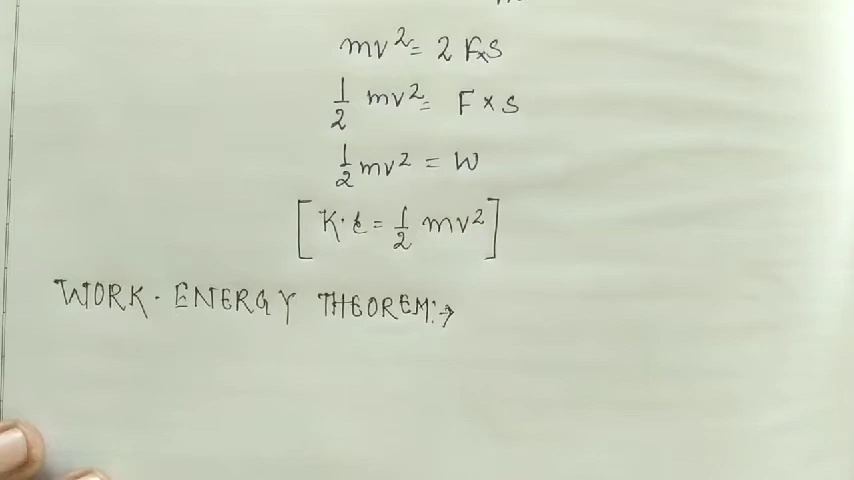 mv² = 2 F×S
1/2 mv² = F × S
1/2 mv² = W
[K·E = 1/2 mv²]
WORK · ENERGY THEOREM:→